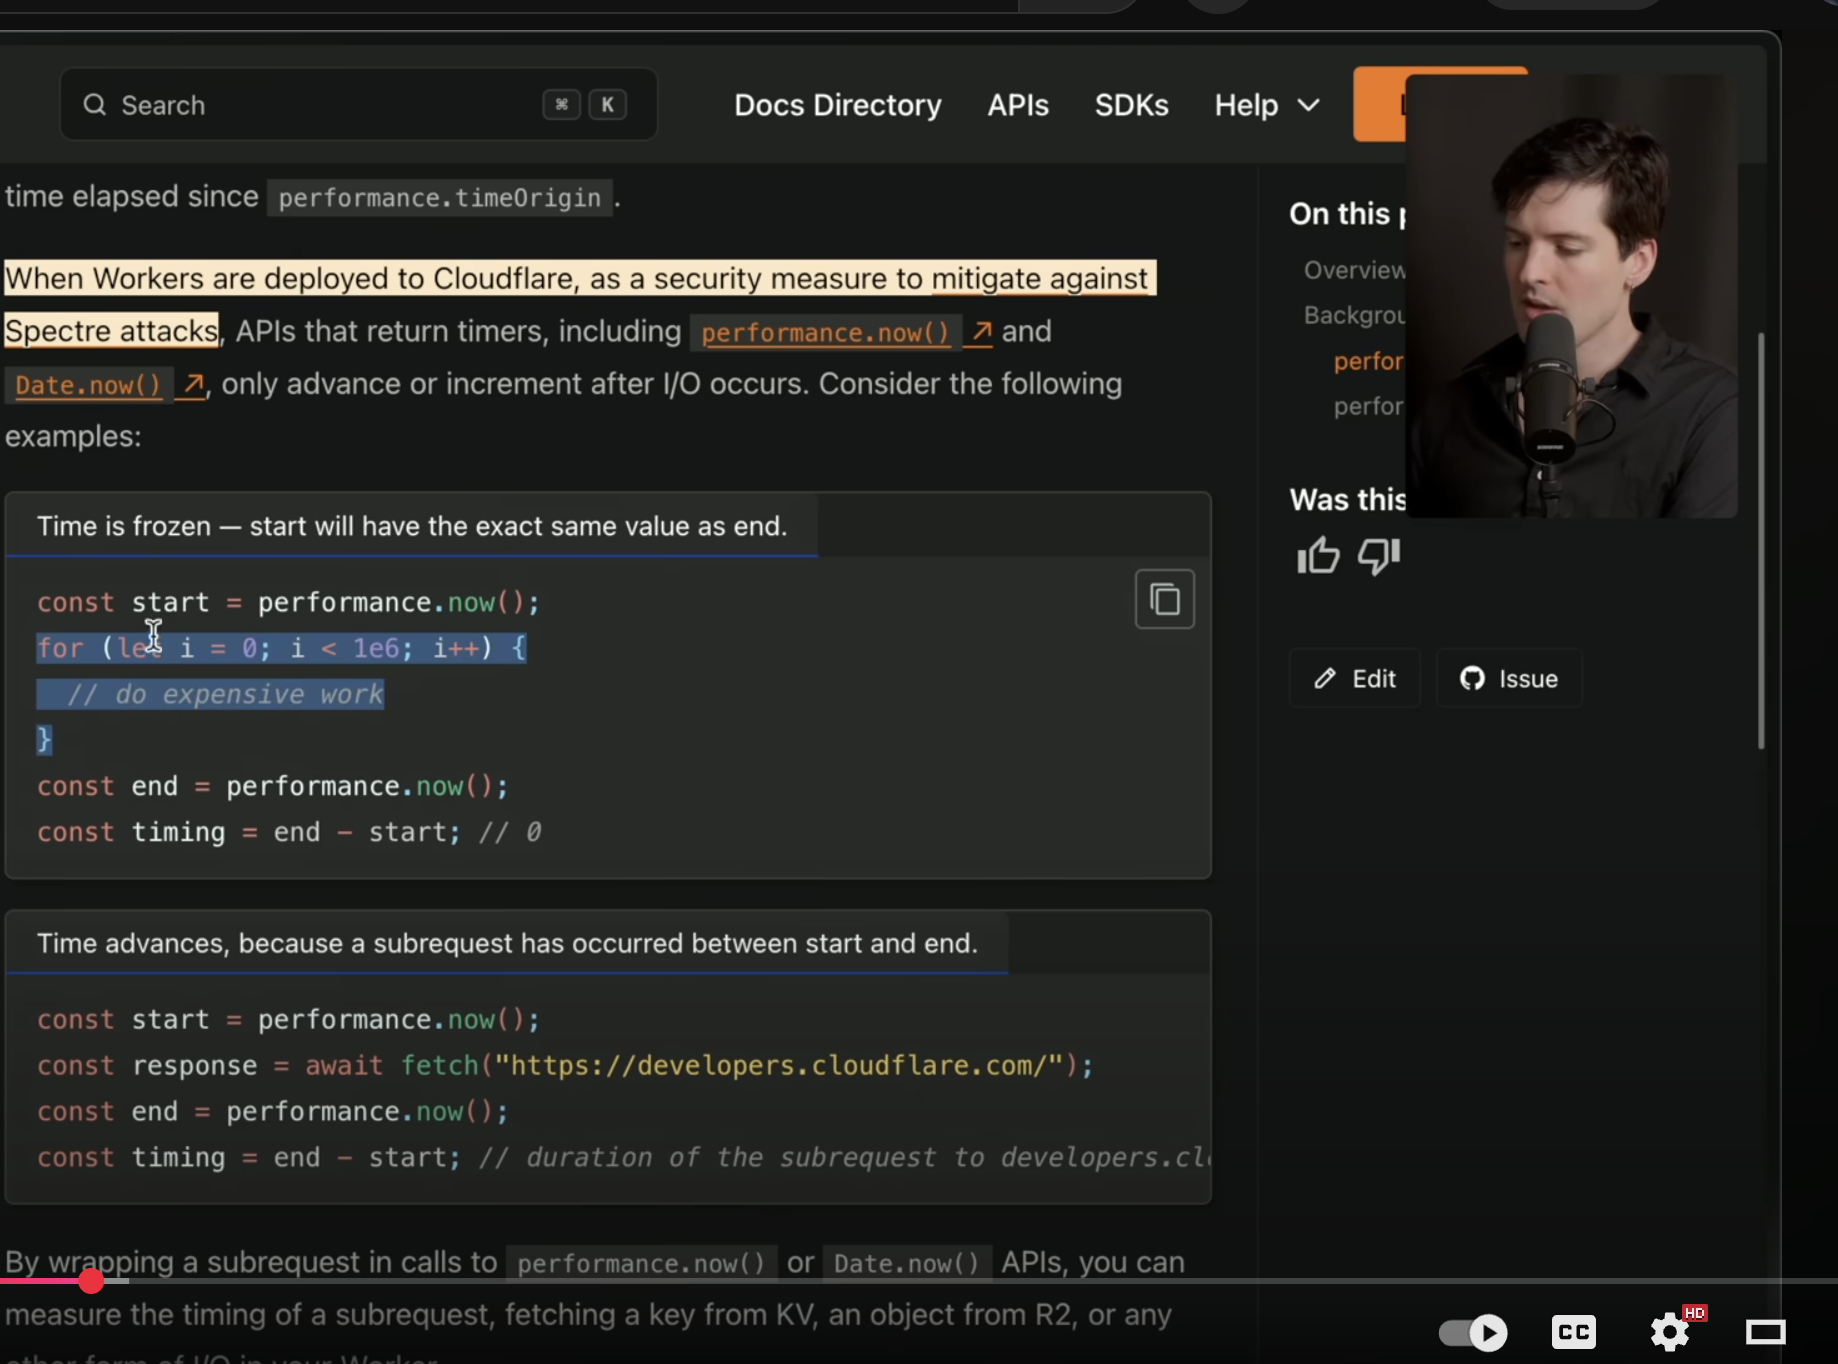 Search ⌘ K Docs Directory APIs SDKs Help
time elapsed since performance.timeOrigin .
When Workers are deployed to Cloudflare, as a security measure to mitigate against
Spectre attacks, APIs that return timers, including performance.now() ↗ and
Date.now() ↗, only advance or increment after I/O occurs. Consider the following
examples:
Time is frozen — start will have the exact same value as end.
const start = performance.now();
for (let i = 0; i < 1e6; i++) {
// do expensive work
}
const end = performance.now();
const timing = end - start; // 0
Time advances, because a subrequest has occurred between start and end.
const start = performance.now();
const response = await fetch("https://developers.cloudflare.com/");
const end = performance.now();
const timing = end - start; // duration of the subrequest to developers.cl
By wrapping a subrequest in calls to performance.now() or Date.now() APIs, you can
measure the timing of a subrequest, fetching a key from KV, an object from R2, or any
other form of I/O in your Worker
On this p
Overview
Backgrou
perfor
perfor
Was this
Edit Issue
CC HD